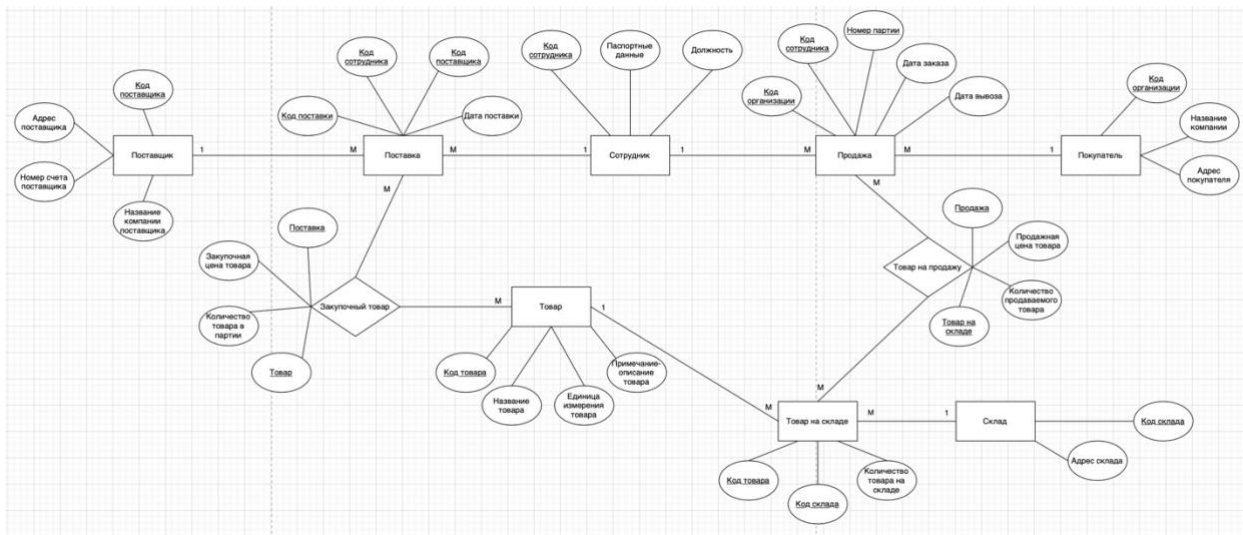 Код
поставщика
Адрес
поставщика
Номер счета
поставщика
Название
компании
поставщика
Поставщик
1
М
Код
сотрудника
Код
поставщика
Код поставки
Дата поставки
Поставка
М
1
Код
сотрудника
Паспортные
данные
Должность
Сотрудник
1
М
Код
сотрудника
Номер партии
Дата заказа
Код
организации
Дата вывоза
Продажа
М
1
Код
организации
Название
компании
Адрес
покупателя
Покупатель
М
М
Поставка
Закупочная
цена товара
Количество
товара в
партии
Товар
Закупочный товар
М
Товар
1
Код товара
Название
товара
Единица
измерения
товара
Примечание-
описание
товара
Продажа
Продажная
цена товара
Товар на продажу
Количество
продаваемого
товара
Товар на
складе
М
М
Товар на складе
М
1
Склад
Код товара
Код склада
Количество
товара на
складе
Код склада
Адрес склада